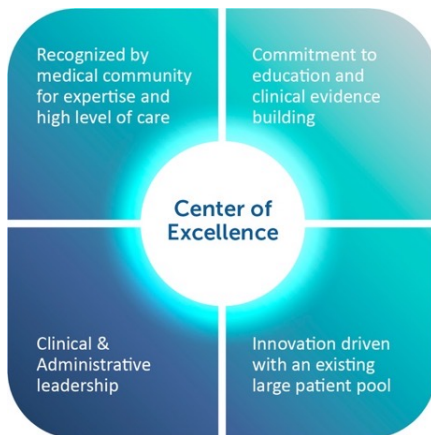 Recognized by
medical community
for expertise and
high level of care
Commitment to
education and
clinical evidence
building
Center of
Excellence
Clinical &
Administrative
leadership
Innovation driven
with an existing
large patient pool